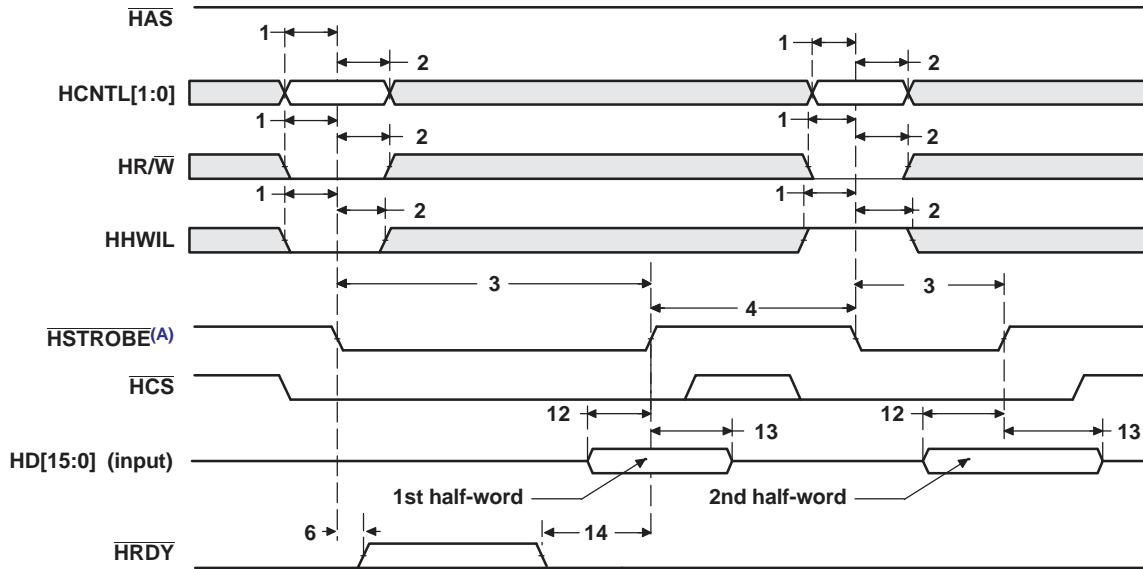 HAS
1
1
2
2
HCNTL[1:0]
1
1
2
2
HR/W
1
1
2
2
HHWIL
3
3
4
HSTROBE(A)
HCS
12
12
13
13
HD[15:0] (input)
1st half-word
2nd half-word
6
14
HRDY